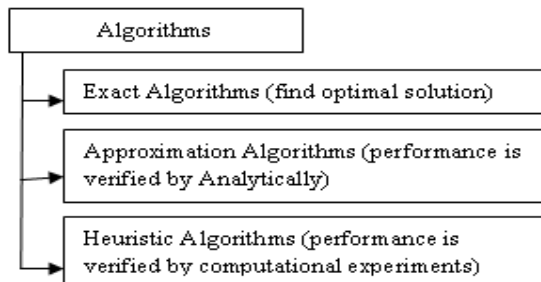 Algorithms
Exact Algorithms (find optimal solution)
Approximation Algorithms (performance is
verified by Analytically)
Heuristic Algorithms (performance is
verified by computational experiments)